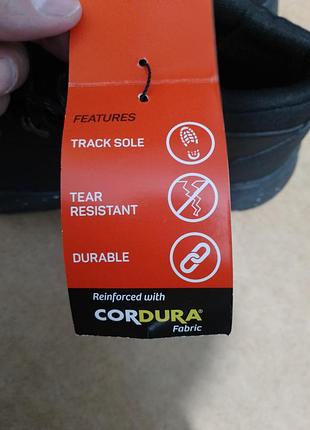 FEATURES
TRACK SOLE
TEAR
RESISTANT
DURABLE
Reinforced with
CORDURA®
Fabric